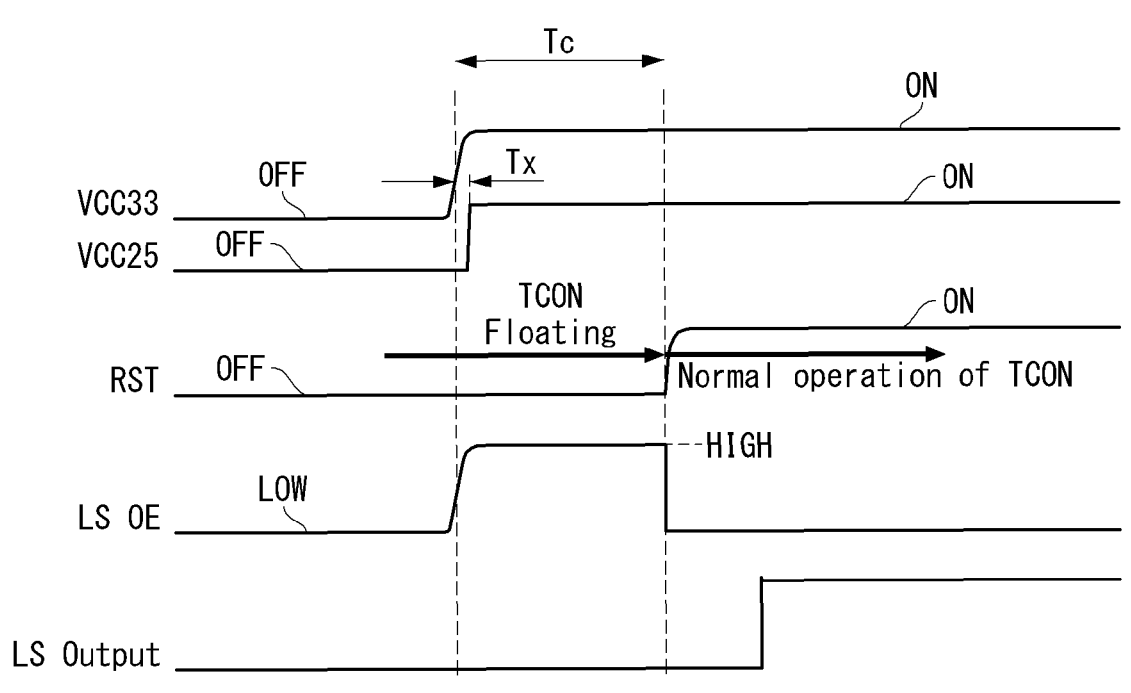 Tc
ON
OFF
Tx
VCC33
ON
OFF
VCC25
TCON
Floating
ON
OFF
RST
Normal operation of TCON
HIGH
LOW
LS OE
LS Output